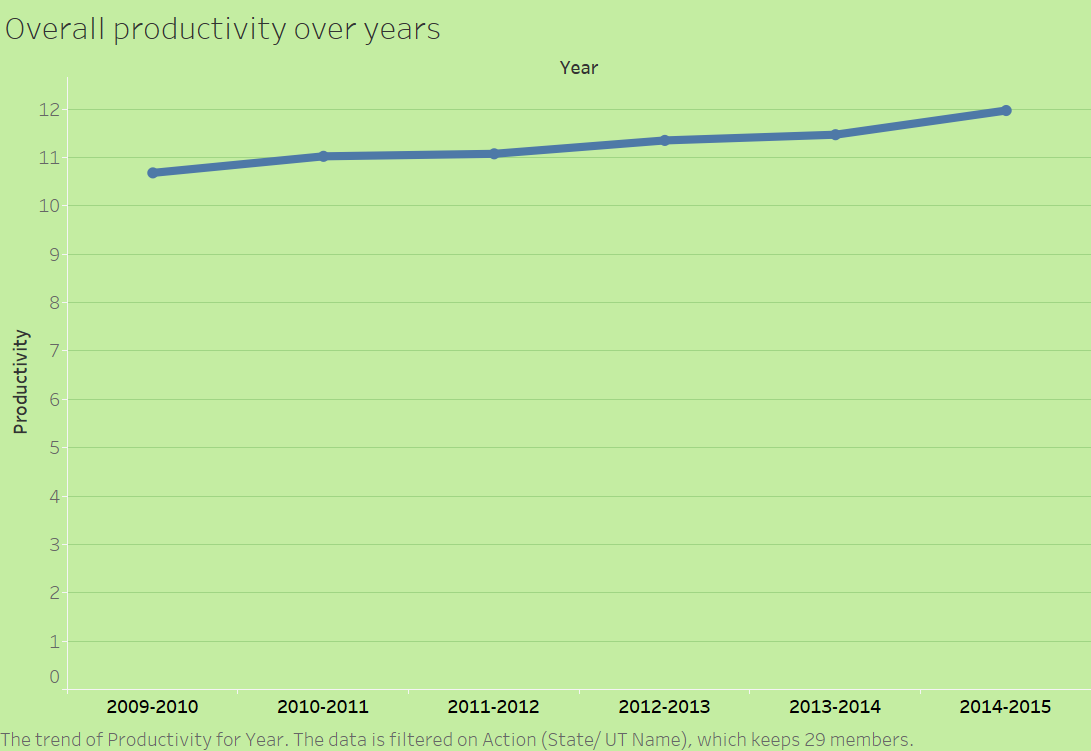 Overall productivity over years
Year
12
11
10
9
8
7
6
5
4
3
2
1
0
Productivity
2009-2010 2010-2011 2011-2012 2012-2013 2013-2014 2014-2015
The trend of Productivity for Year. The data is filtered on Action (State/ UT Name), which keeps 29 members.